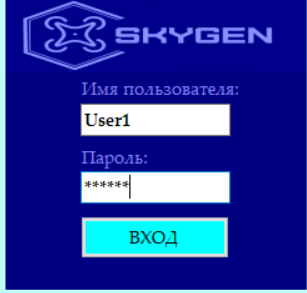 SKYGEN
Имя пользователя:
User1
Пароль:
******
ВХОД